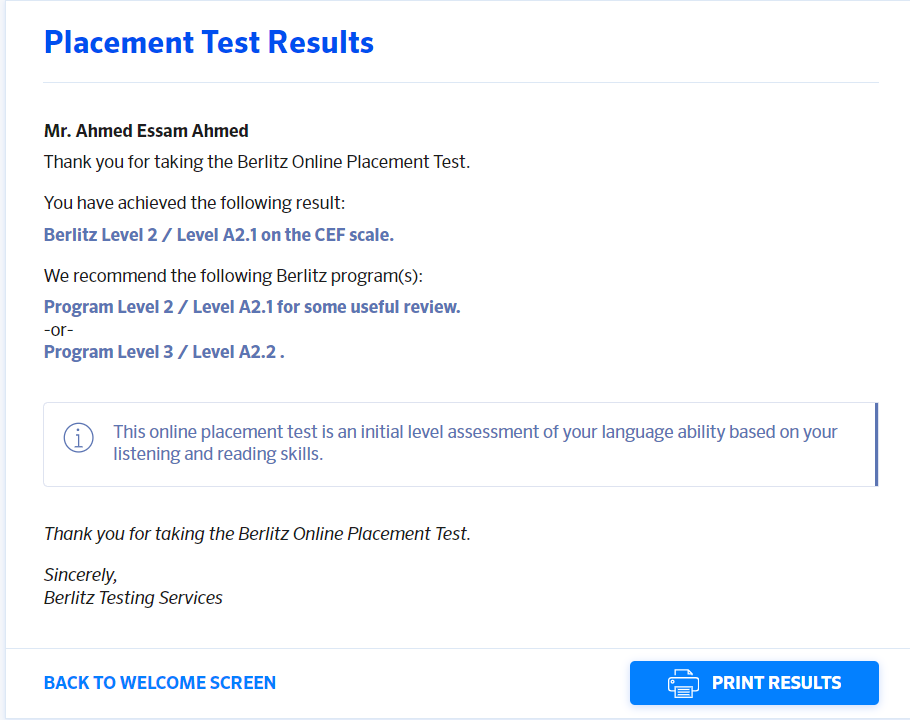 Placement Test Results
Mr. Ahmed Essam Ahmed
Thank you for taking the Berlitz Online Placement Test.
You have achieved the following result:
Berlitz Level 2 / Level A2.1 on the CEF scale.
We recommend the following Berlitz program(s):
Program Level 2 / Level A2.1 for some useful review.
-or-
Program Level 3 / Level A2.2 .
This online placement test is an initial level assessment of your language ability based on your
listening and reading skills.
Thank you for taking the Berlitz Online Placement Test.
Sincerely,
Berlitz Testing Services
BACK TO WELCOME SCREEN
PRINT RESULTS